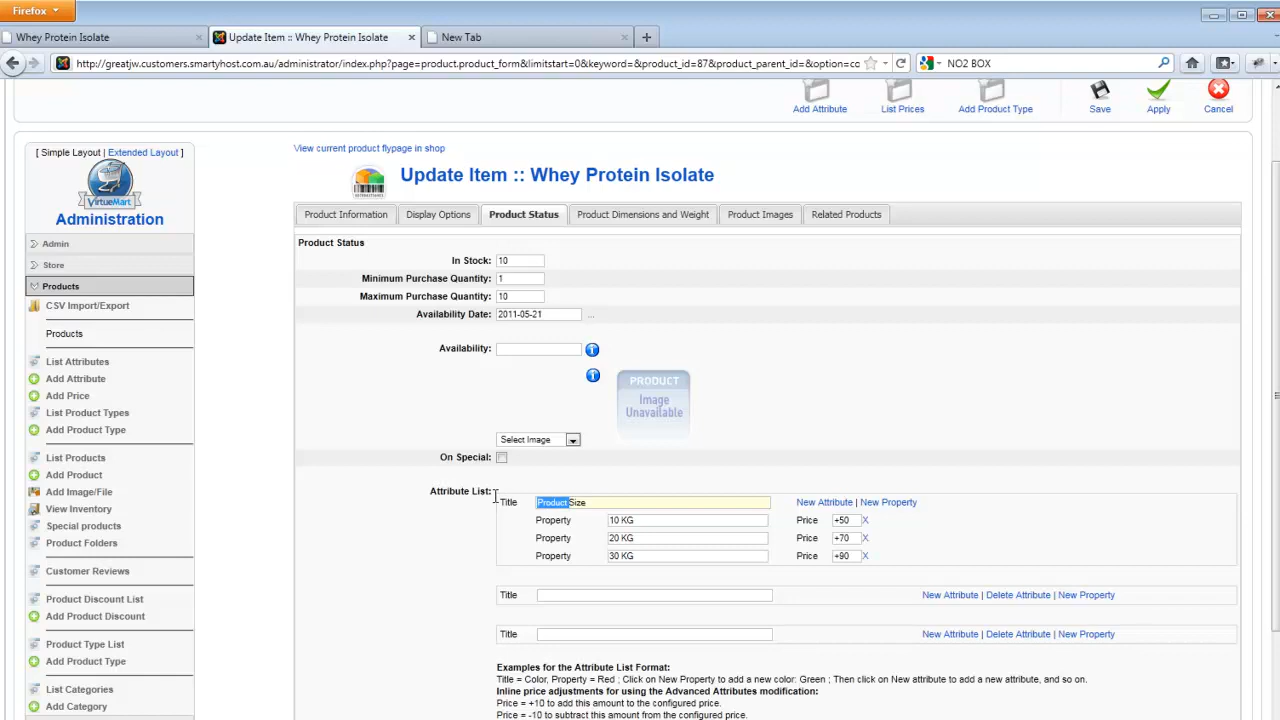 Firefox
Whey Protein Isolate
Update Item :: Whey Protein Isolate
New Tab
http://greatjw.customers.smartyhost.com.au/administrator/index.php?page=product.product_form&limitstart=0&keyword=&product_id=87&product_parent_id=&option=co
NO2 BOX
Add Attribute
List Prices
Add Product Type
Save
Apply
Cancel
[ Simple Layout | Extended Layout ]
VirtueMart
Administration
Admin
Store
Products
CSV Import/Export
Products
List Attributes
Add Attribute
Add Price
List Product Types
Add Product Type
List Products
Add Product
Add Image/File
View Inventory
Special products
Product Folders
Customer Reviews
Product Discount List
Add Product Discount
Product Type List
Add Product Type
List Categories
Add Category
View current product flypage in shop
Update Item :: Whey Protein Isolate
Product Information
Display Options
Product Status
Product Dimensions and Weight
Product Images
Related Products
Product Status
In Stock: 10
Minimum Purchase Quantity: 1
Maximum Purchase Quantity: 10
Availability Date: 2011-05-21 ...
Availability:
PRODUCT
Image
Unavailable
Select Image
On Special:
Attribute List:
Title Product Size New Attribute | New Property
Property 10 KG Price +50 X
Property 20 KG Price +70 X
Property 30 KG Price +90 X
Title New Attribute | Delete Attribute | New Property
Title New Attribute | Delete Attribute | New Property
Examples for the Attribute List Format:
Title = Color, Property = Red ; Click on New Property to add a new color: Green ; Then click on New attribute to add a new attribute, and so on.
Inline price adjustments for using the Advanced Attributes modification:
Price = +10 to add this amount to the configured price.
Price = -10 to subtract this amount from the configured price.